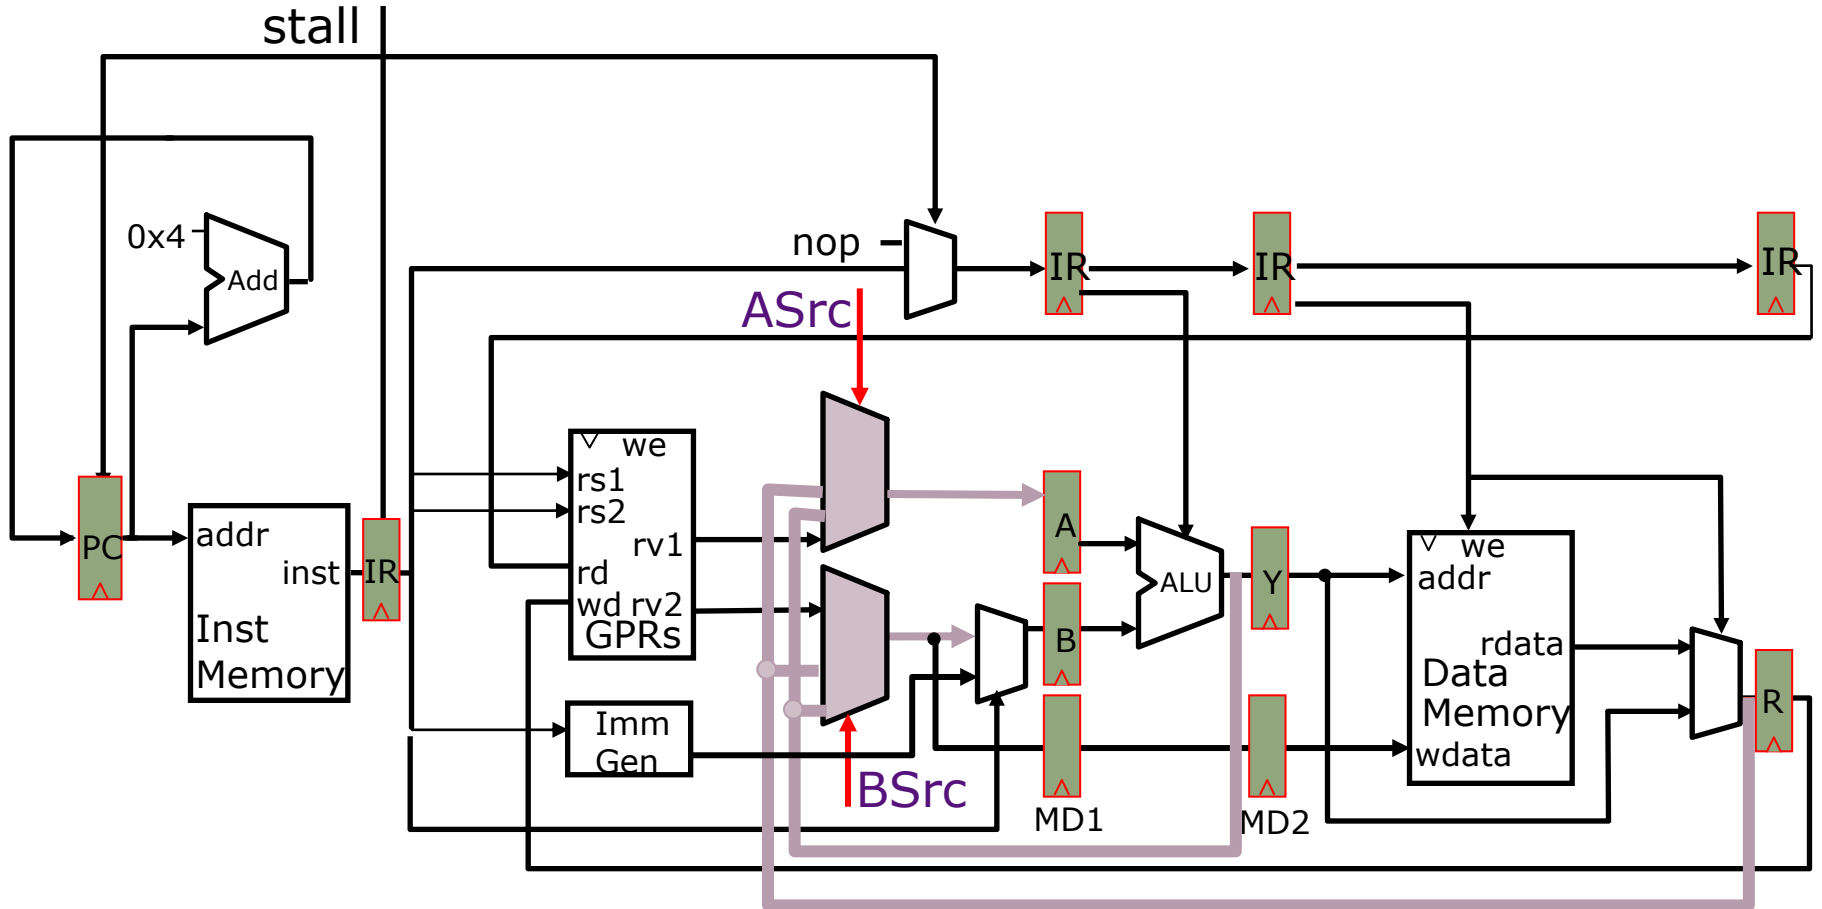 stall
0x4
Add
nop
IR
IR
IR
ASrc
we
rs1
rs2
rv1
rd
wd rv2
GPRs
PC
addr
inst
Inst
Memory
IR
A
B
ALU
Y
we
addr
rdata
Data
Memory
wdata
R
Imm
Gen
BSrc
MD1
MD2